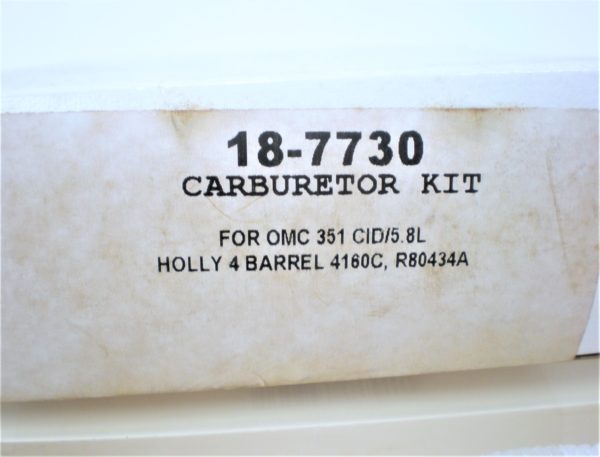 18-7730
CARBURETOR KIT
FOR OMC 351 CID/5.8L
HOLLY 4 BARREL 4160C, R80434A